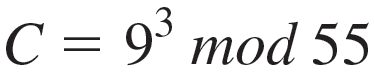 C = 9³ mod 55